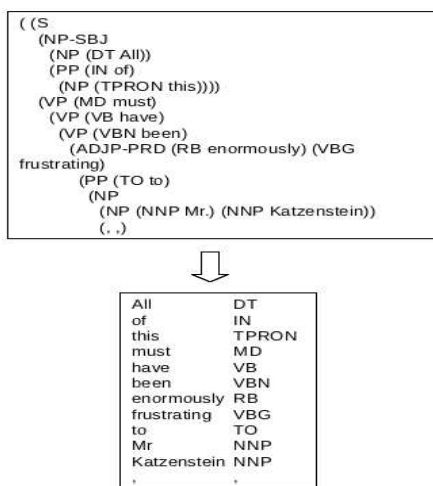 ( (S
(NP-SBJ
(NP (DT All))
(PP (IN of)
(NP (TPRON this))))
(VP (MD must)
(VP (VB have)
(VP (VBN been)
(ADJP-PRD (RB enormously) (VBG
frustrating)
(PP (TO to)
(NP
(NP (NNP Mr.) (NNP Katzenstein))
(, ,)
All DT
of IN
this TPRON
must MD
have VB
been VBN
enormously RB
frustrating VBG
to TO
Mr NNP
Katzenstein NNP
, ,